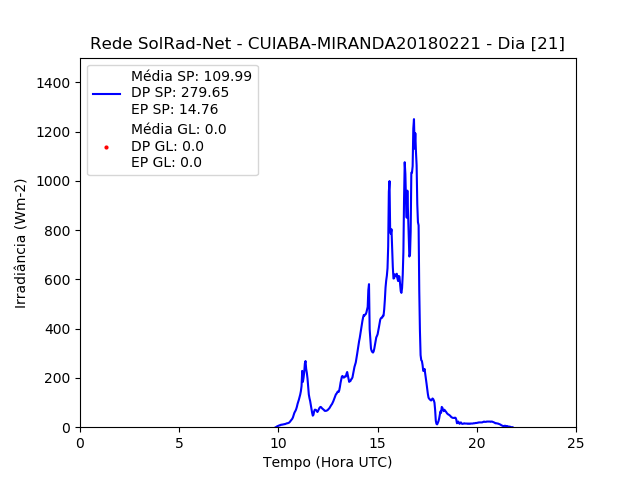 Rede SolRad-Net - CUIABA-MIRANDA20180221 - Dia [21]
Média SP: 109.99
DP SP: 279.65
EP SP: 14.76
Média GL: 0.0
DP GL: 0.0
EP GL: 0.0
Irradiância (Wm-2)
1400
1200
1000
800
600
400
200
0
0 5 10 15 20 25
Tempo (Hora UTC)